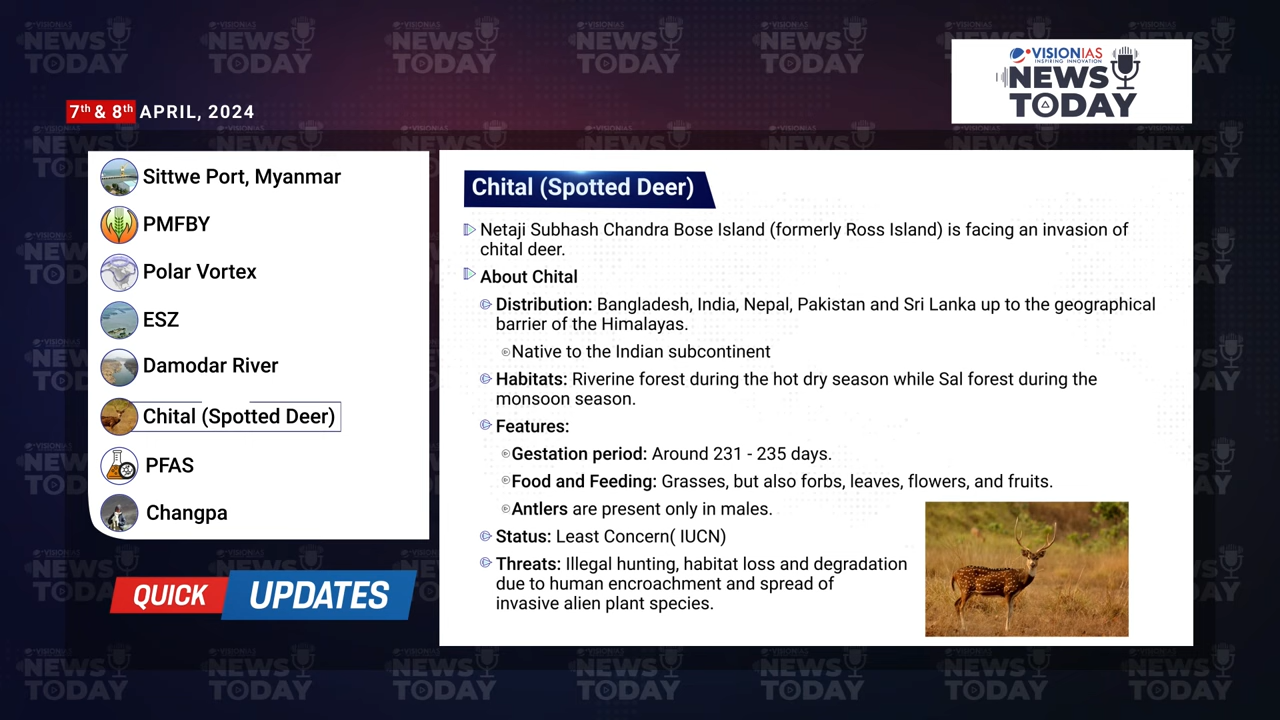 VISIONIAS
INSPIRING INNOVATION
NEWS
TODAY
7th & 8th APRIL, 2024
Sittwe Port, Myanmar
PMFBY
Polar Vortex
ESZ
Damodar River
Chital (Spotted Deer)
PFAS
Changpa
QUICK UPDATES
Chital (Spotted Deer)
Netaji Subhash Chandra Bose Island (formerly Ross Island) is facing an invasion of
chital deer.
About Chital
Distribution: Bangladesh, India, Nepal, Pakistan and Sri Lanka up to the geographical
barrier of the Himalayas.
Native to the Indian subcontinent
Habitats: Riverine forest during the hot dry season while Sal forest during the
monsoon season.
Features:
Gestation period: Around 231 - 235 days.
Food and Feeding: Grasses, but also forbs, leaves, flowers, and fruits.
Antlers are present only in males.
Status: Least Concern( IUCN)
Threats: Illegal hunting, habitat loss and degradation
due to human encroachment and spread of
invasive alien plant species.